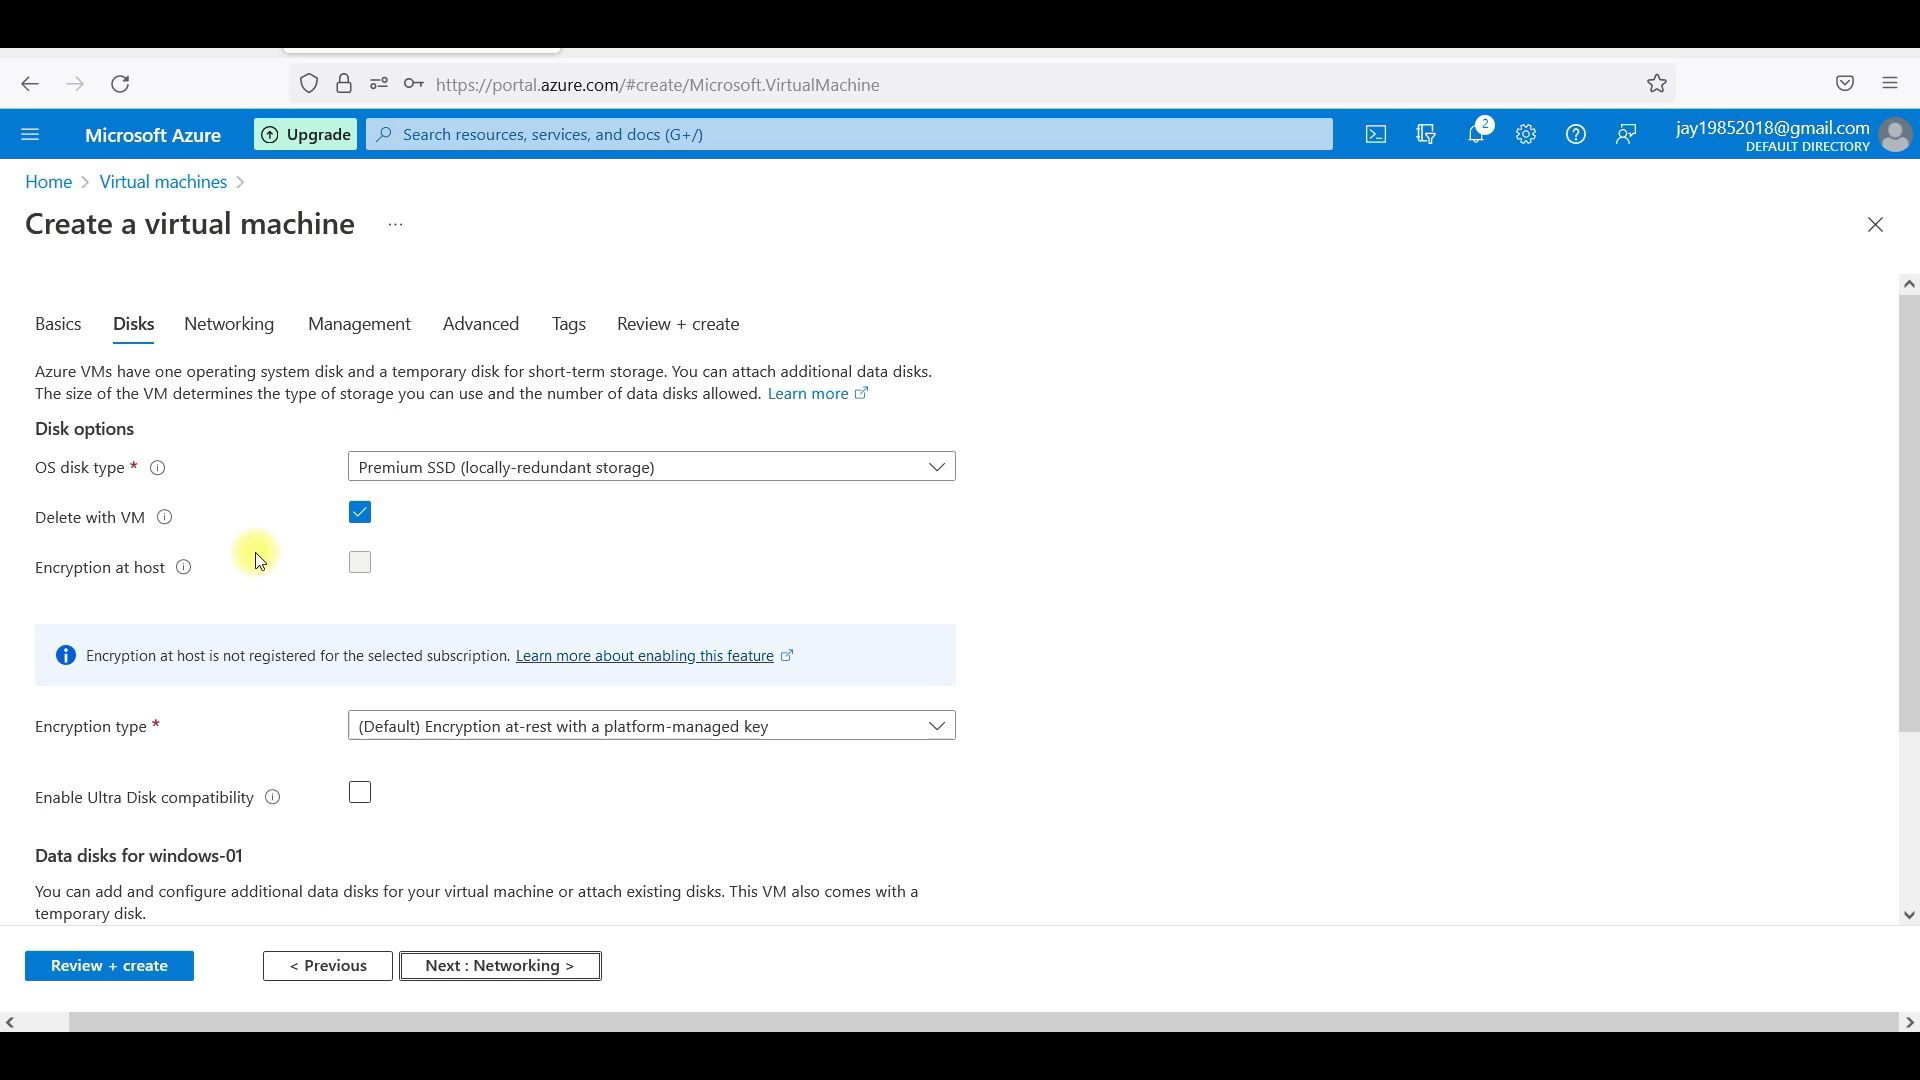 https://portal.azure.com/#create/Microsoft.VirtualMachine
Microsoft Azure
Upgrade
Search resources, services, and docs (G+/)
2
jay19852018@gmail.com
DEFAULT DIRECTORY
Home > Virtual machines >
Create a virtual machine ...
Basics Disks Networking Management Advanced Tags Review + create
Azure VMs have one operating system disk and a temporary disk for short-term storage. You can attach additional data disks.
The size of the VM determines the type of storage you can use and the number of data disks allowed. Learn more
Disk options
OS disk type * Premium SSD (locally-redundant storage)
Delete with VM
Encryption at host
Encryption at host is not registered for the selected subscription. Learn more about enabling this feature
Encryption type * (Default) Encryption at-rest with a platform-managed key
Enable Ultra Disk compatibility
Data disks for windows-01
You can add and configure additional data disks for your virtual machine or attach existing disks. This VM also comes with a
temporary disk.
Review + create < Previous Next : Networking >